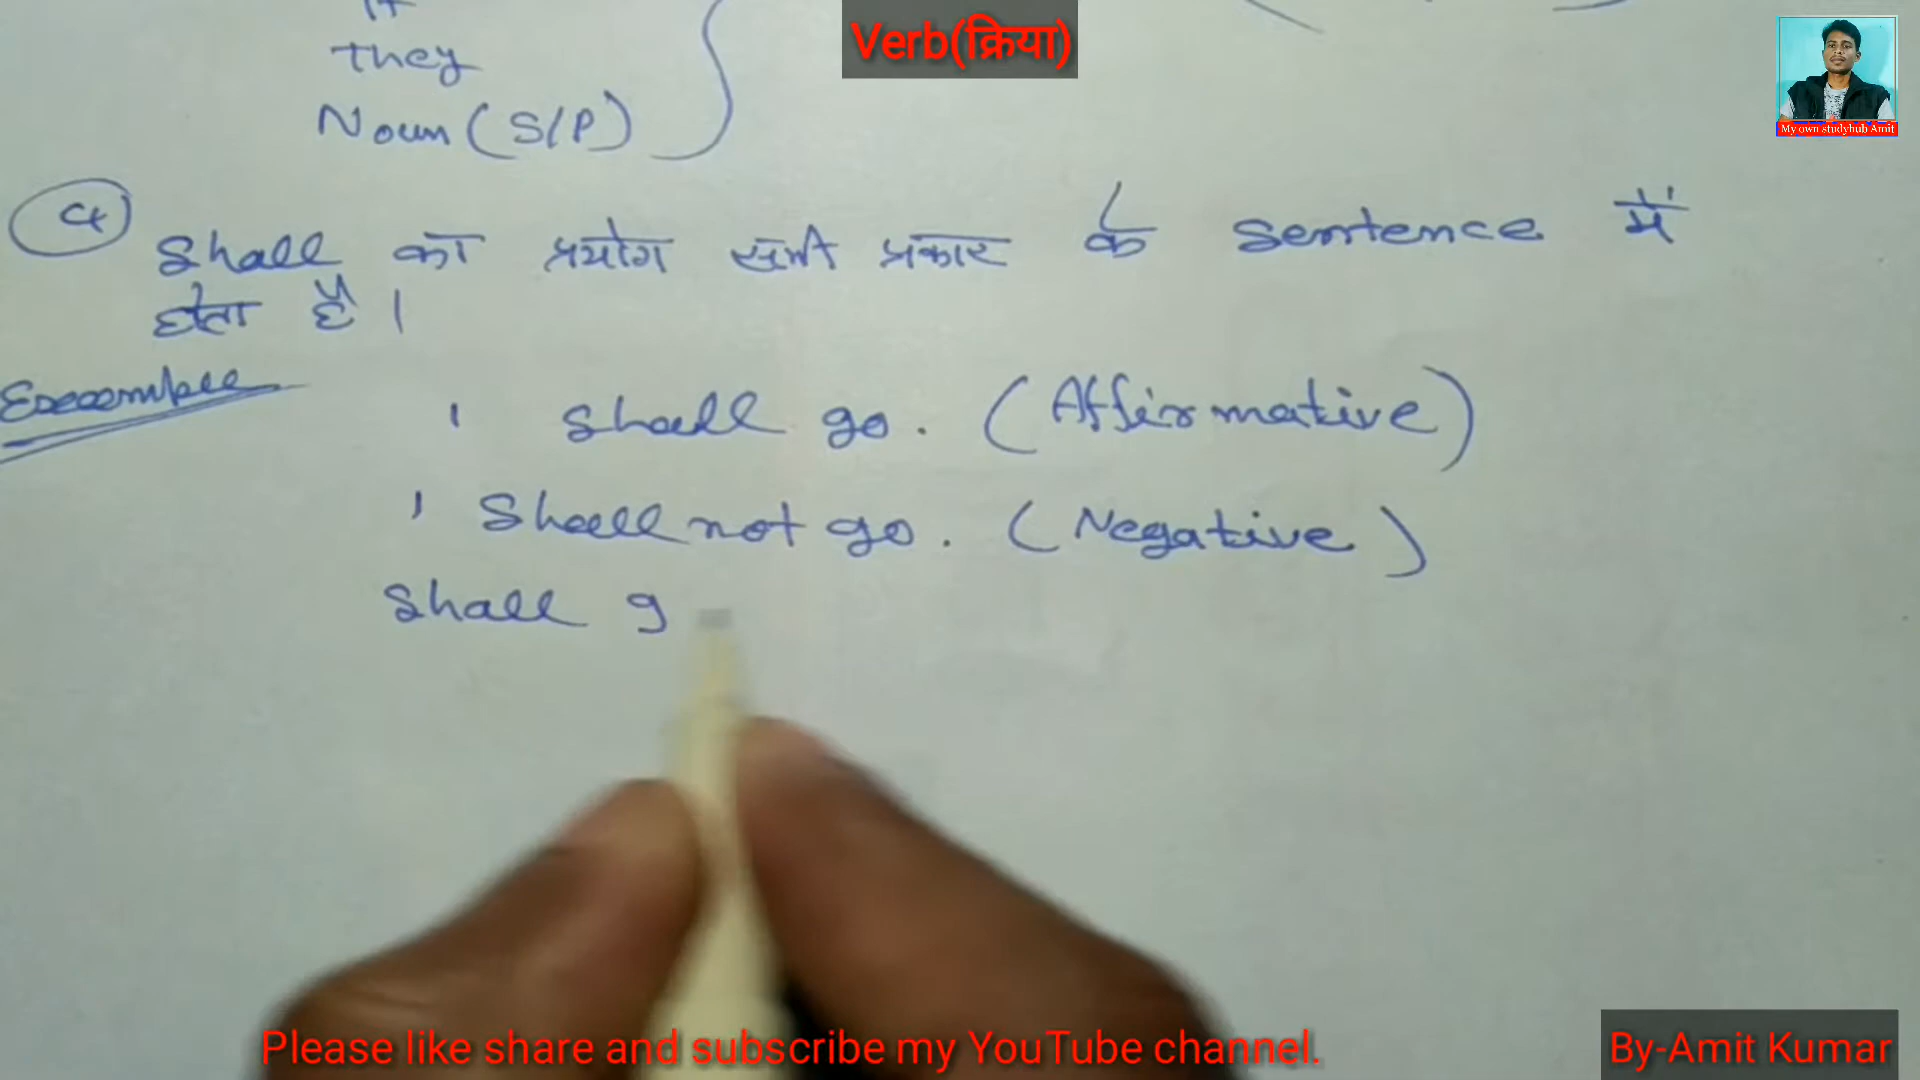 It
they
Noun (S/P)
Verb(क्रिया)
My own studyhub Amit
4
Shall का प्रयोग सभी प्रकार के Sentence में
होता है।
Example
I Shall go. (Affirmative)
I Shall not go. (Negative)
Shall g
Please like share and subscribe my YouTube channel.
By-Amit Kumar